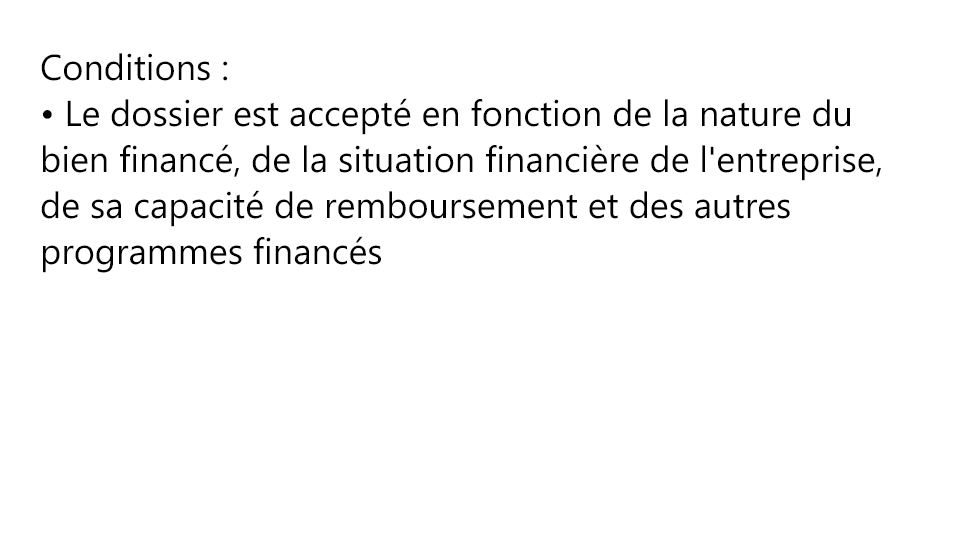 Conditions :
• Le dossier est accepté en fonction de la nature du
bien financé, de la situation financière de l'entreprise,
de sa capacité de remboursement et des autres
programmes financés